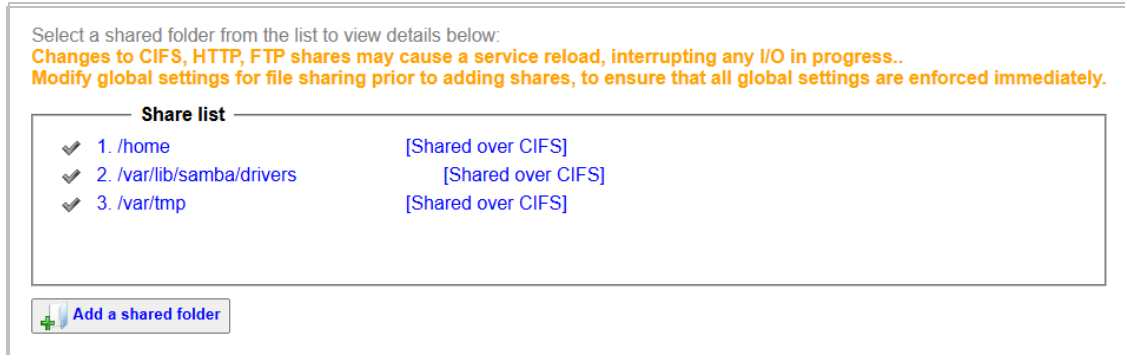 Select a shared folder from the list to view details below:
Changes to CIFS, HTTP, FTP shares may cause a service reload, interrupting any I/O in progress..
Modify global settings for file sharing prior to adding shares, to ensure that all global settings are enforced immediately.
Share list
1. /home [Shared over CIFS]
2. /var/lib/samba/drivers [Shared over CIFS]
3. /var/tmp [Shared over CIFS]
Add a shared folder